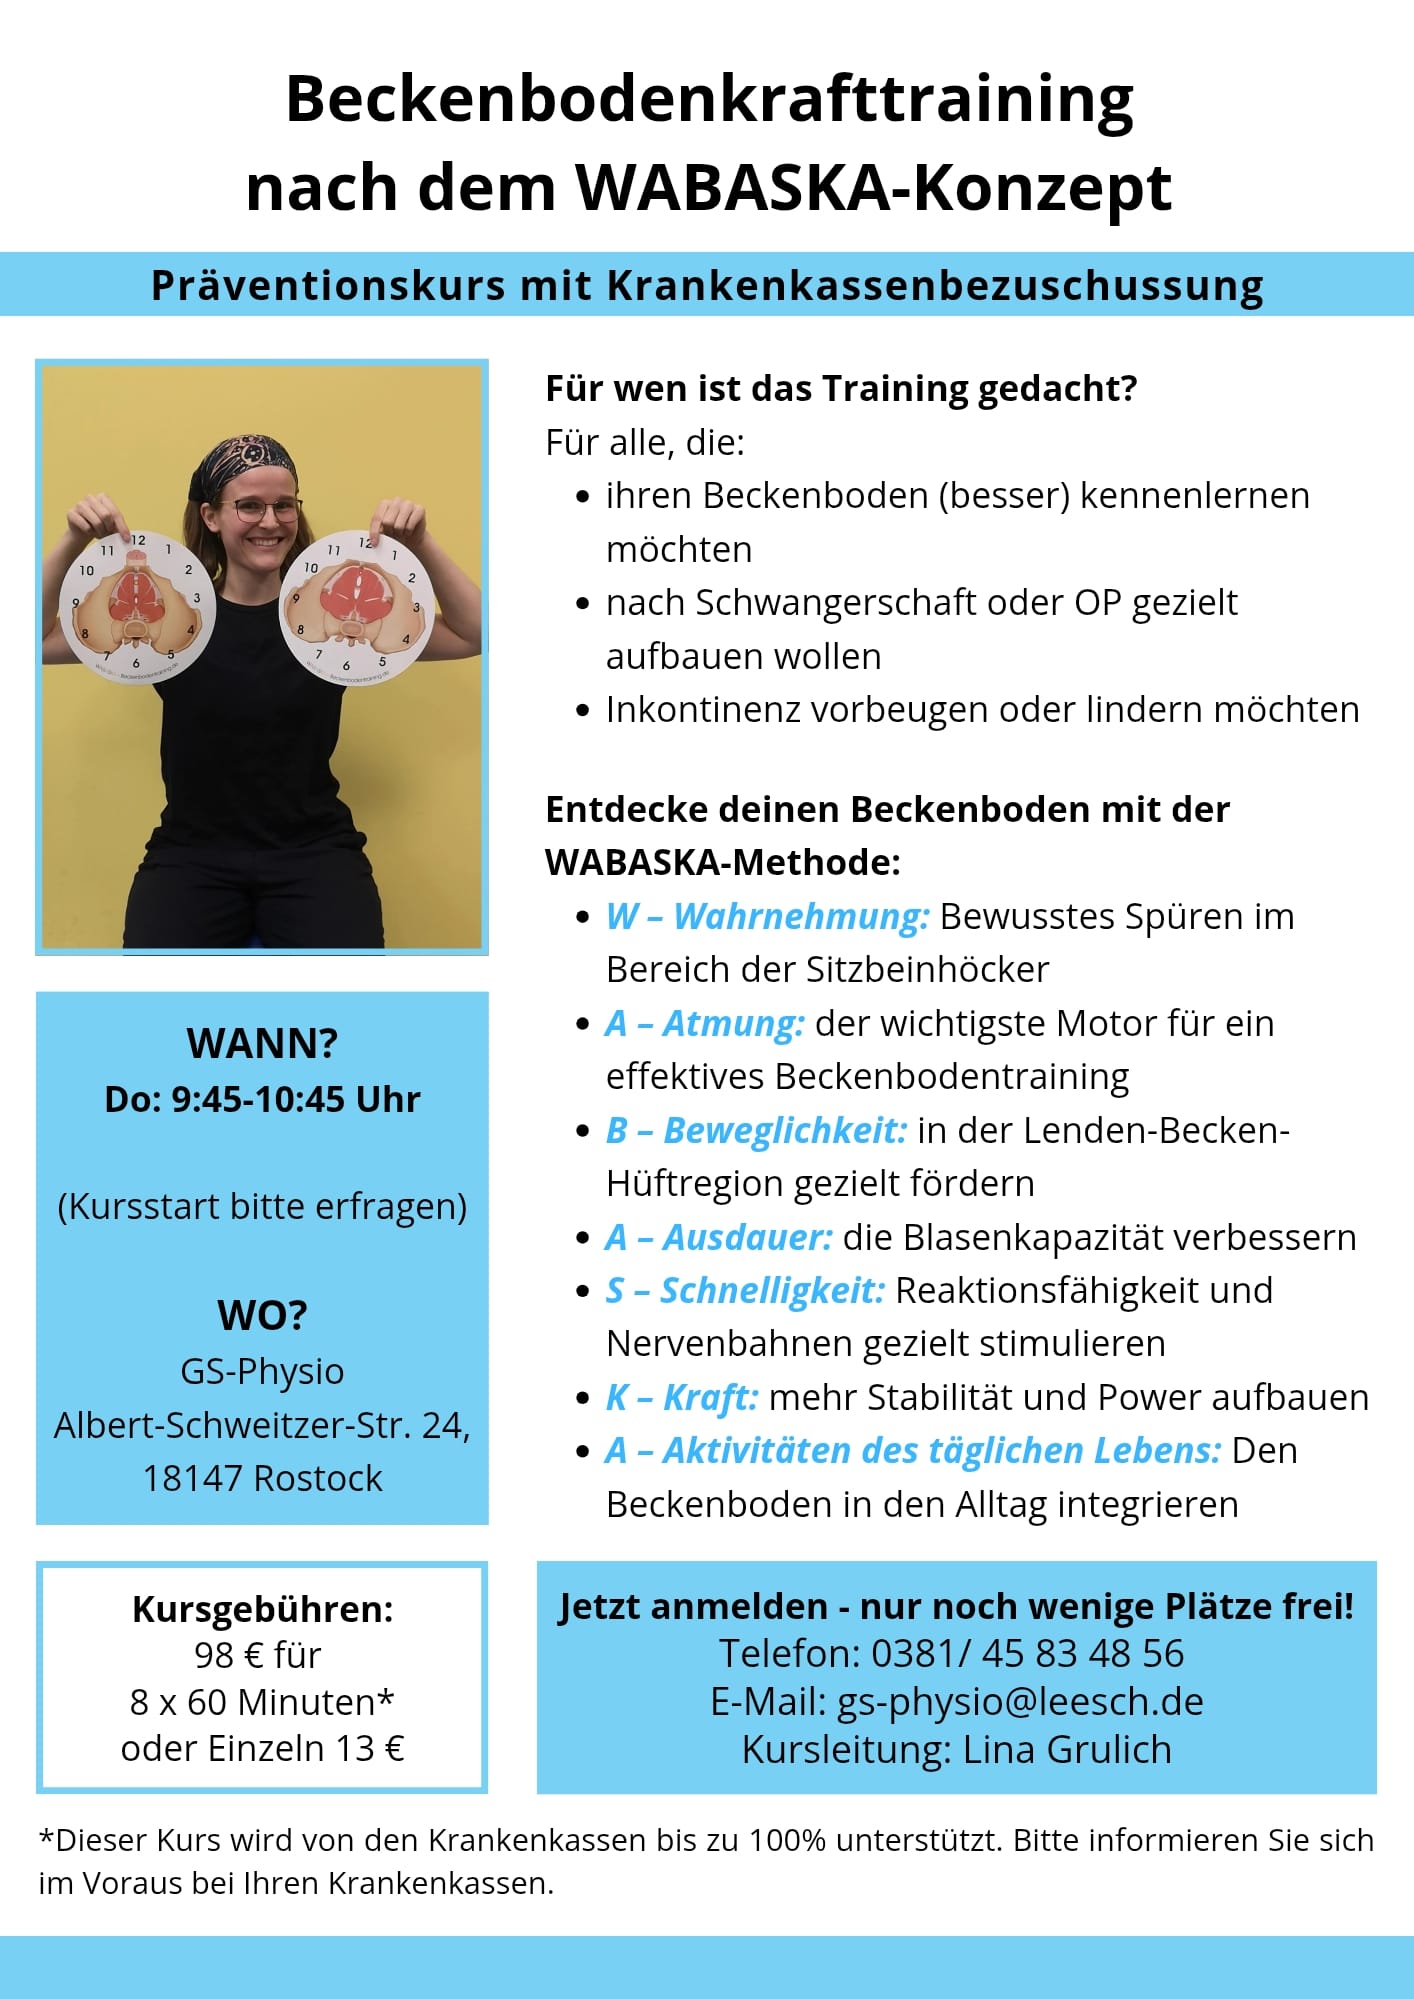 Beckenbodenkrafttraining
nach dem WABASKA-Konzept
Präventionskurs mit Krankenkassenbezuschussung
12
1
2
3
4
5
6
7
8
9
10
11
Beckenbodentraining.de
12
1
2
3
4
5
6
7
8
9
10
11
Beckenbodentraining.de
WANN?
Do: 9:45-10:45 Uhr
(Kursstart bitte erfragen)
WO?
GS-Physio
Albert-Schweitzer-Str. 24,
18147 Rostock
Kursgebühren:
98 € für
8 x 60 Minuten*
oder Einzeln 13 €
Für wen ist das Training gedacht?
Für alle, die:
• ihren Beckenboden (besser) kennenlernen
möchten
• nach Schwangerschaft oder OP gezielt
aufbauen wollen
• Inkontinenz vorbeugen oder lindern möchten
Entdecke deinen Beckenboden mit der
WABASKA-Methode:
• W – Wahrnehmung: Bewusstes Spüren im
Bereich der Sitzbeinhöcker
• A – Atmung: der wichtigste Motor für ein
effektives Beckenbodentraining
• B – Beweglichkeit: in der Lenden-Becken-
Hüftregion gezielt fördern
• A – Ausdauer: die Blasenkapazität verbessern
• S – Schnelligkeit: Reaktionsfähigkeit und
Nervenbahnen gezielt stimulieren
• K – Kraft: mehr Stabilität und Power aufbauen
• A – Aktivitäten des täglichen Lebens: Den
Beckenboden in den Alltag integrieren
Jetzt anmelden - nur noch wenige Plätze frei!
Telefon: 0381/ 45 83 48 56
E-Mail: gs-physio@leesch.de
Kursleitung: Lina Grulich
*Dieser Kurs wird von den Krankenkassen bis zu 100% unterstützt. Bitte informieren Sie sich
im Voraus bei Ihren Krankenkassen.